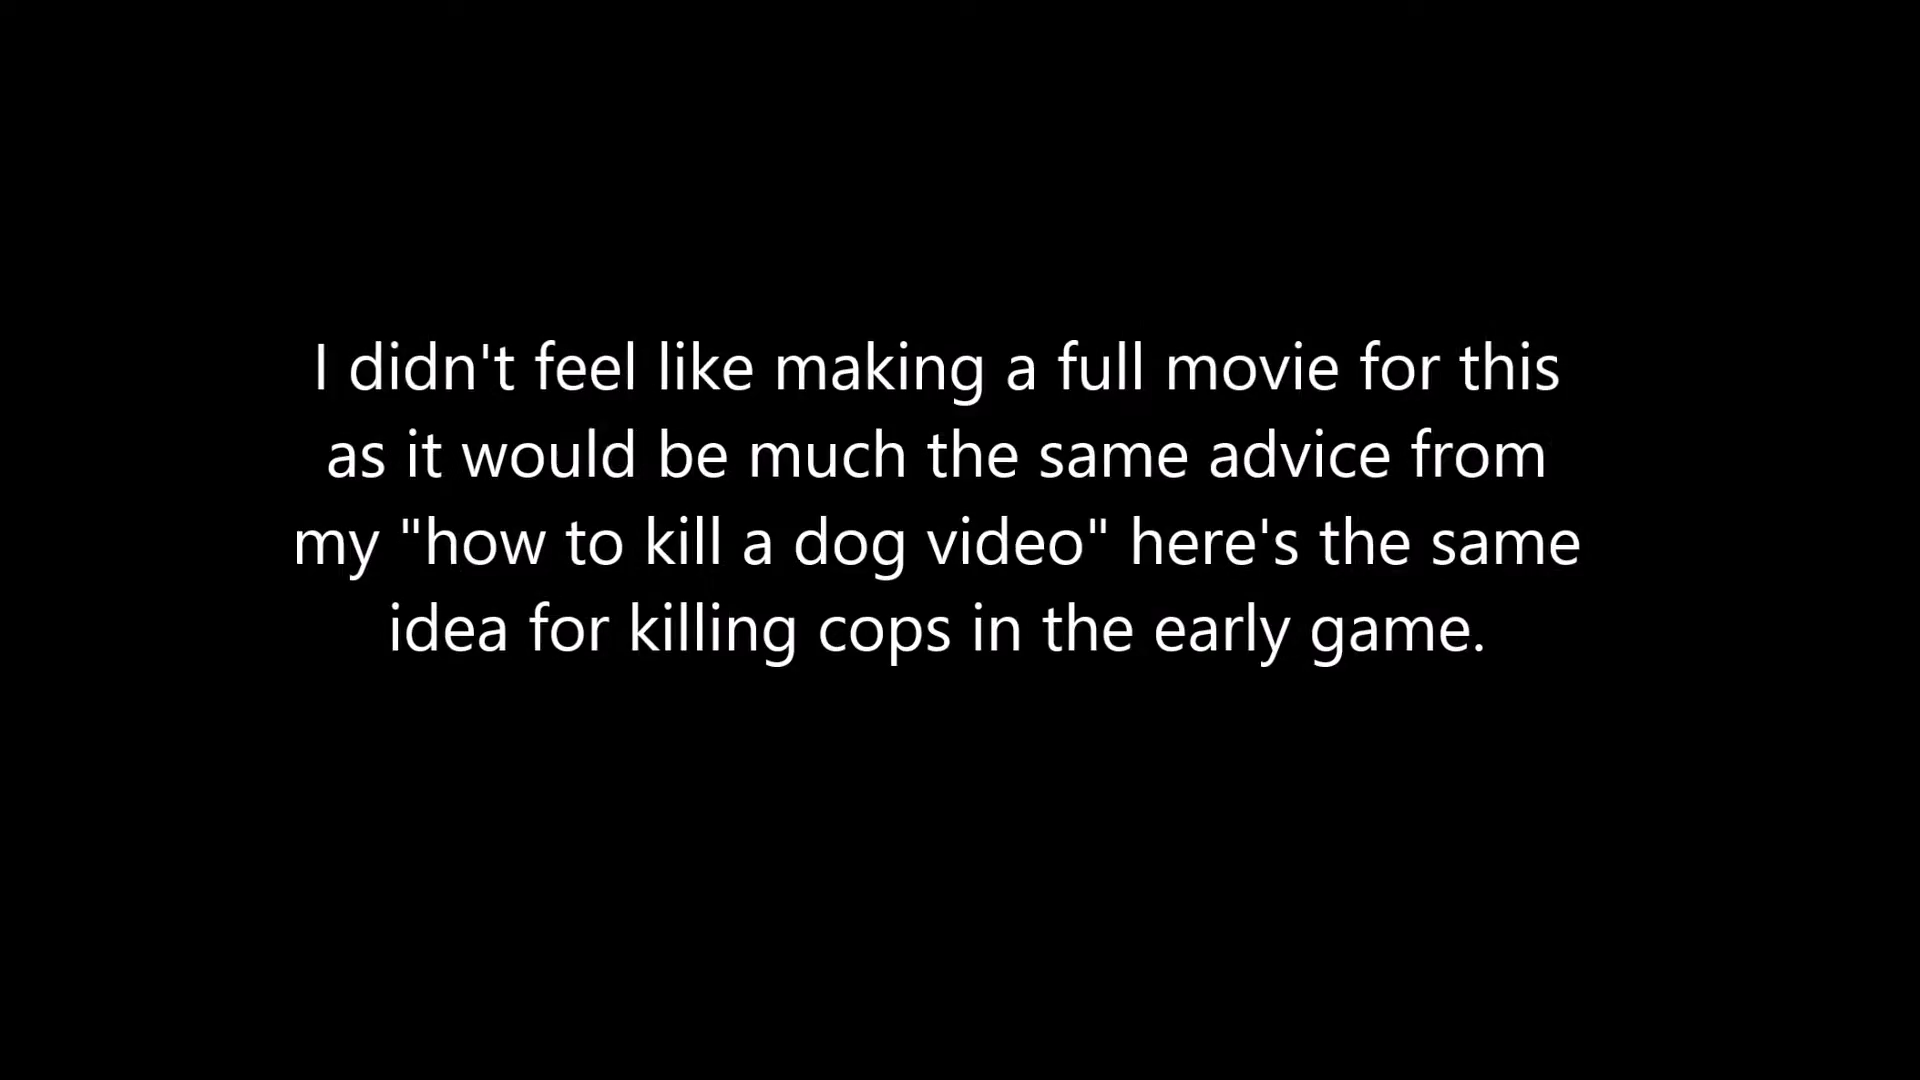 I didn't feel like making a full movie for this
as it would be much the same advice from
my "how to kill a dog video" here's the same
idea for killing cops in the early game.